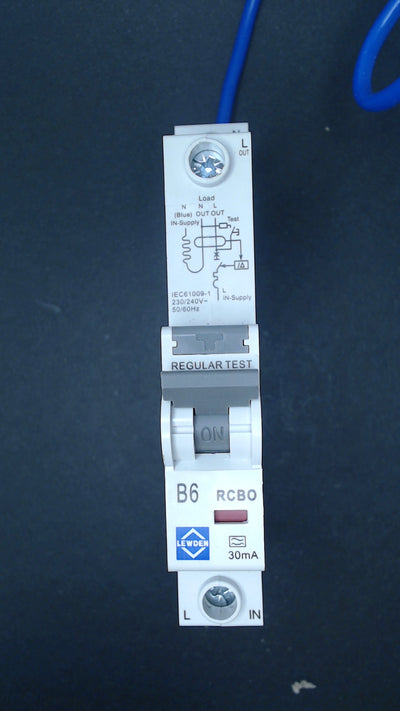 N
L
OUT
Load
N N L
(Blue) OUT OUT
Test
IN-Supply
I∆
L
IN-Supply
IEC61009-1
230/240V~
50/60Hz
REGULAR TEST
ON
B6 RCBO
LEWDEN
30mA
L IN